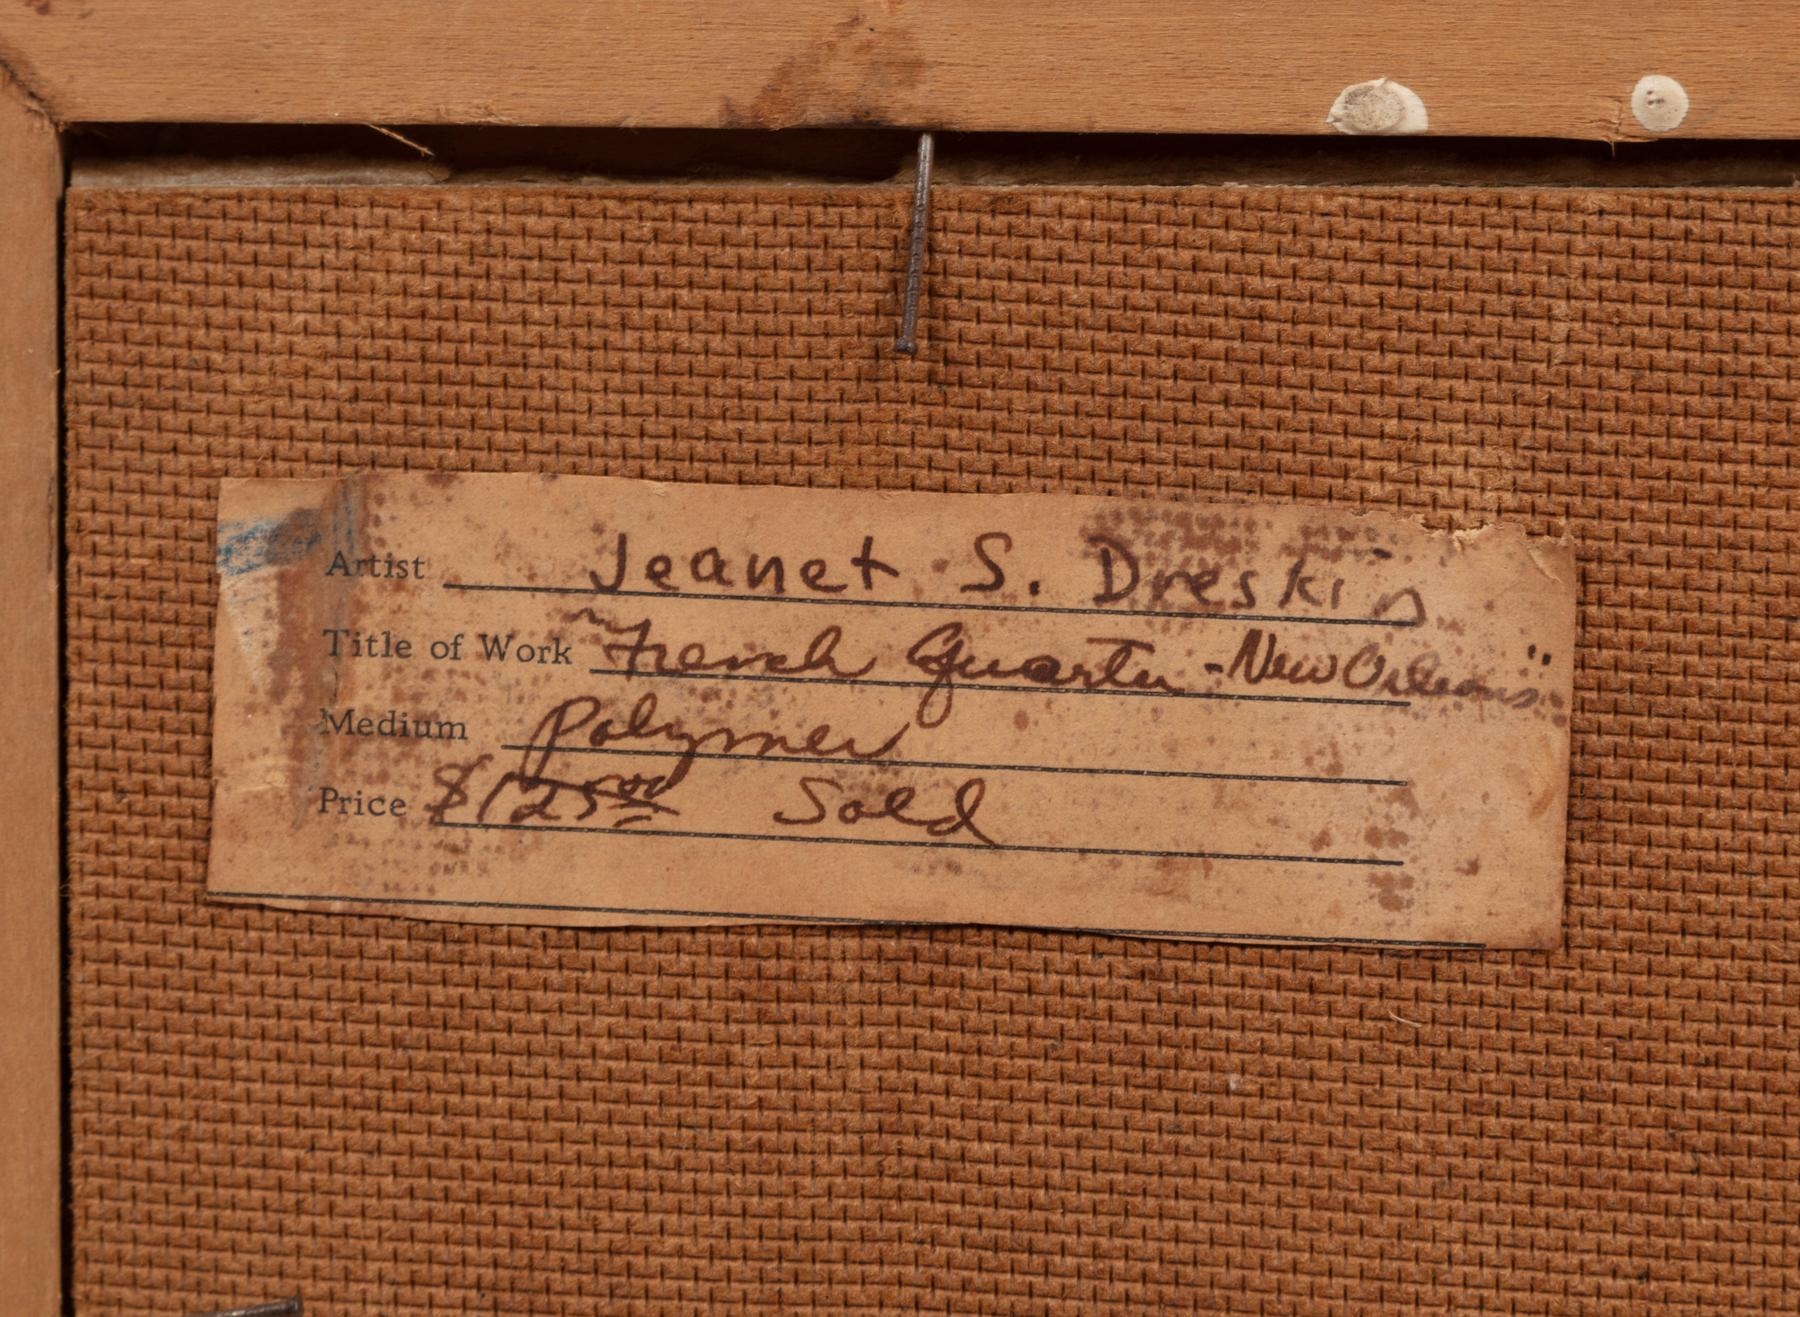 Artist Jeanet S. Dreskin
Title of Work "French Quarter - New Orleans"
Medium Polymer
Price $125.00 Sold